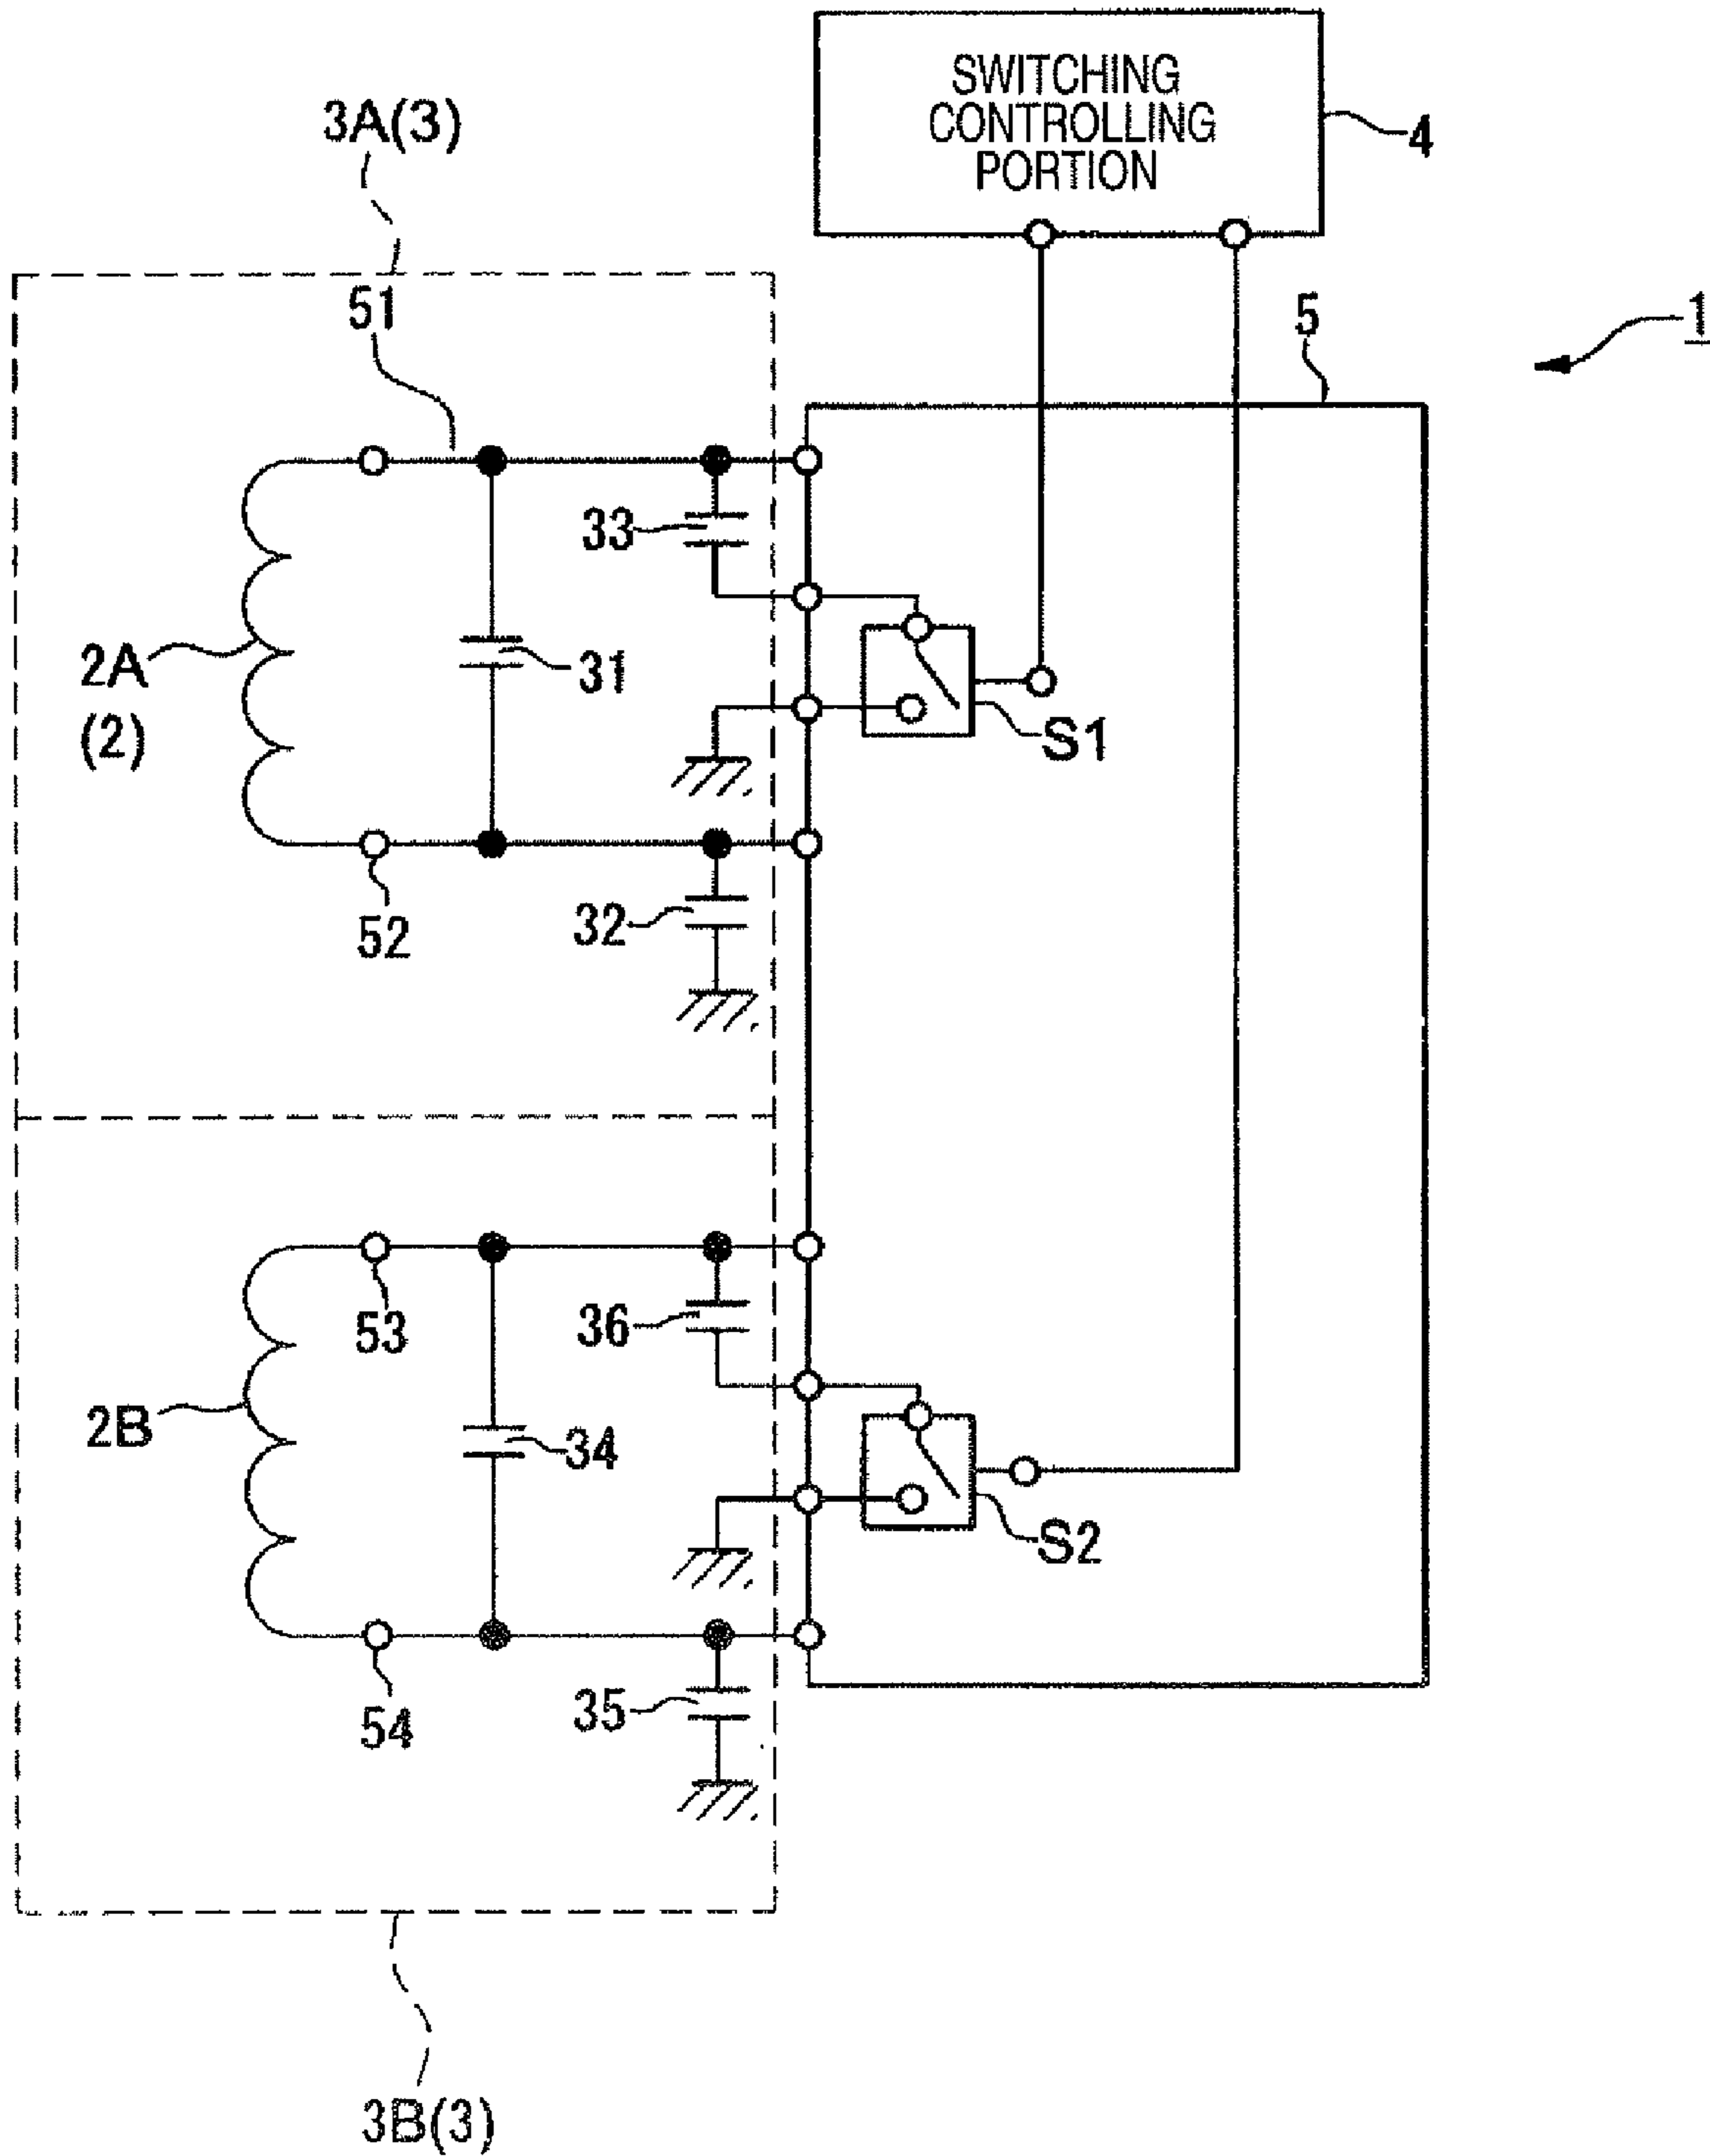 SWITCHING
CONTROLLING
PORTION
4
3A(3)
51
5
1
33
2A
(2)
31
S1
52
32
53
36
2B
34
S2
54
35
3B(3)